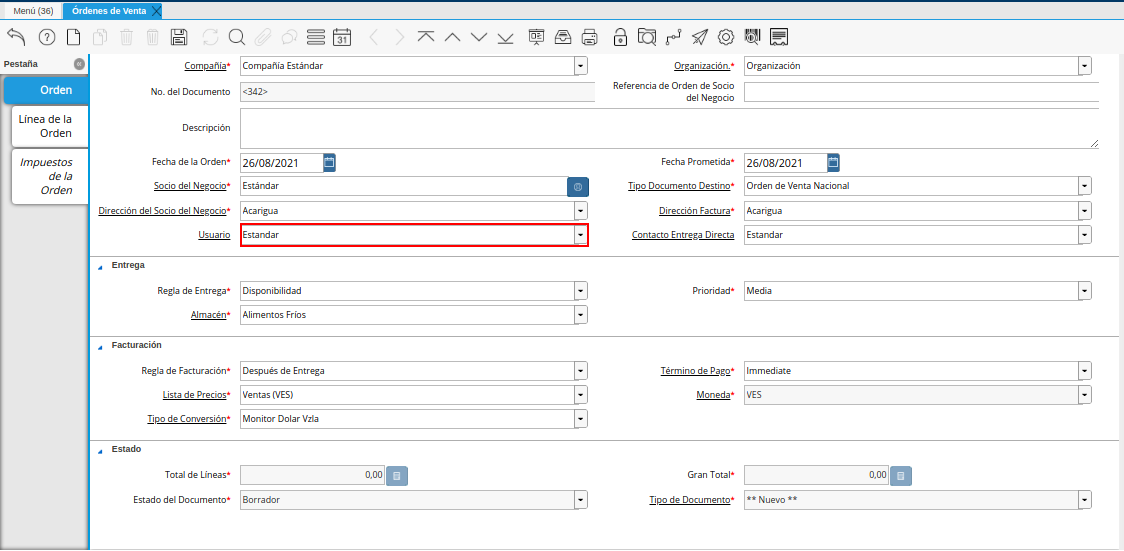 Menú (36)
Órdenes de Venta
31
Pestaña
Orden
Línea de la
Orden
Impuestos
de la
Orden
Compañía* Compañía Estándar
Organización.* Organización
No. del Documento <342>
Referencia de Orden de Socio
del Negocio
Descripción
Fecha de la Orden* 26/08/2021
Fecha Prometida* 26/08/2021
Socio del Negocio* Estándar
Tipo Documento Destino* Orden de Venta Nacional
Dirección del Socio del Negocio* Acarigua
Dirección Factura* Acarigua
Usuario Estandar
Contacto Entrega Directa Estandar
Entrega
Regla de Entrega* Disponibilidad
Prioridad* Media
Almacén* Alimentos Fríos
Facturación
Regla de Facturación* Después de Entrega
Término de Pago* Immediate
Lista de Precios* Ventas (VES)
Moneda* VES
Tipo de Conversión* Monitor Dolar Vzla
Estado
Total de Líneas* 0,00
Gran Total* 0,00
Estado del Documento* Borrador
Tipo de Documento* ** Nuevo **